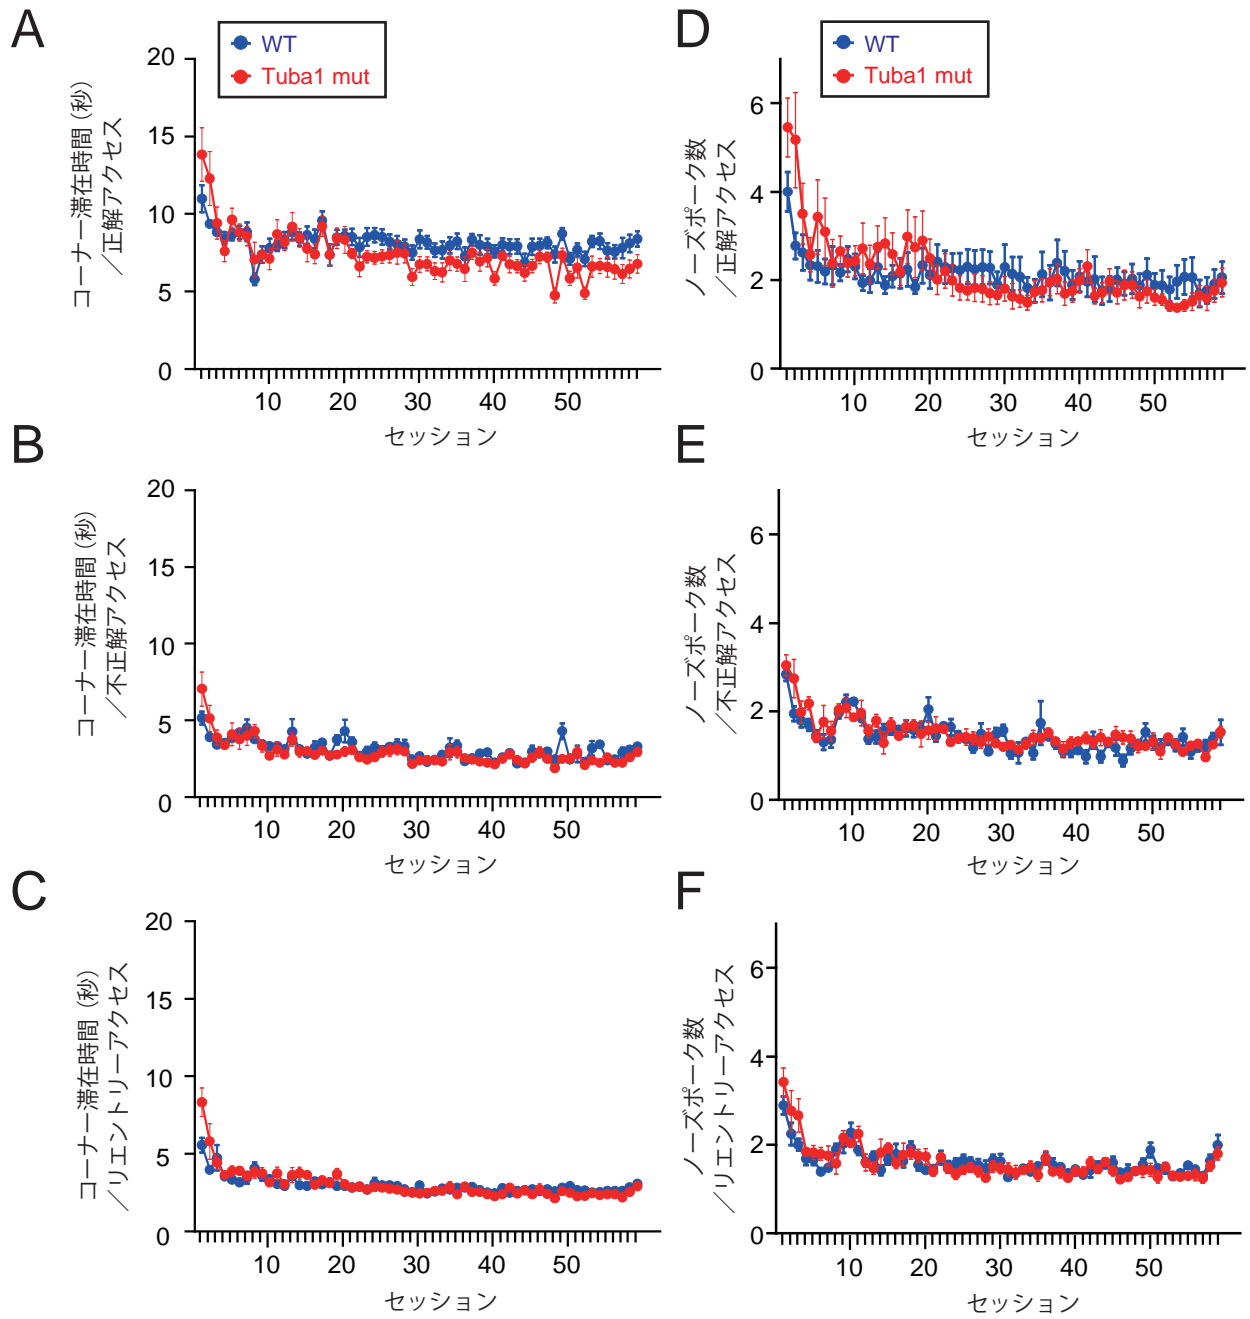 A
WT
Tuba1 mut
コーナー滞在時間（秒）
／正解アクセス
20
15
10
5
0
10 20 30 40 50
セッション
D
WT
Tuba1 mut
ノーズポーク数
／正解アクセス
6
4
2
0
10 20 30 40 50
セッション
B
コーナー滞在時間（秒）
／不正解アクセス
20
15
10
5
0
10 20 30 40 50
セッション
E
ノーズポーク数
／不正解アクセス
6
4
2
0
10 20 30 40 50
セッション
C
コーナー滞在時間（秒）
／リエントリーアクセス
20
15
10
5
0
10 20 30 40 50
セッション
F
ノーズポーク数
／リエントリーアクセス
6
4
2
0
10 20 30 40 50
セッション